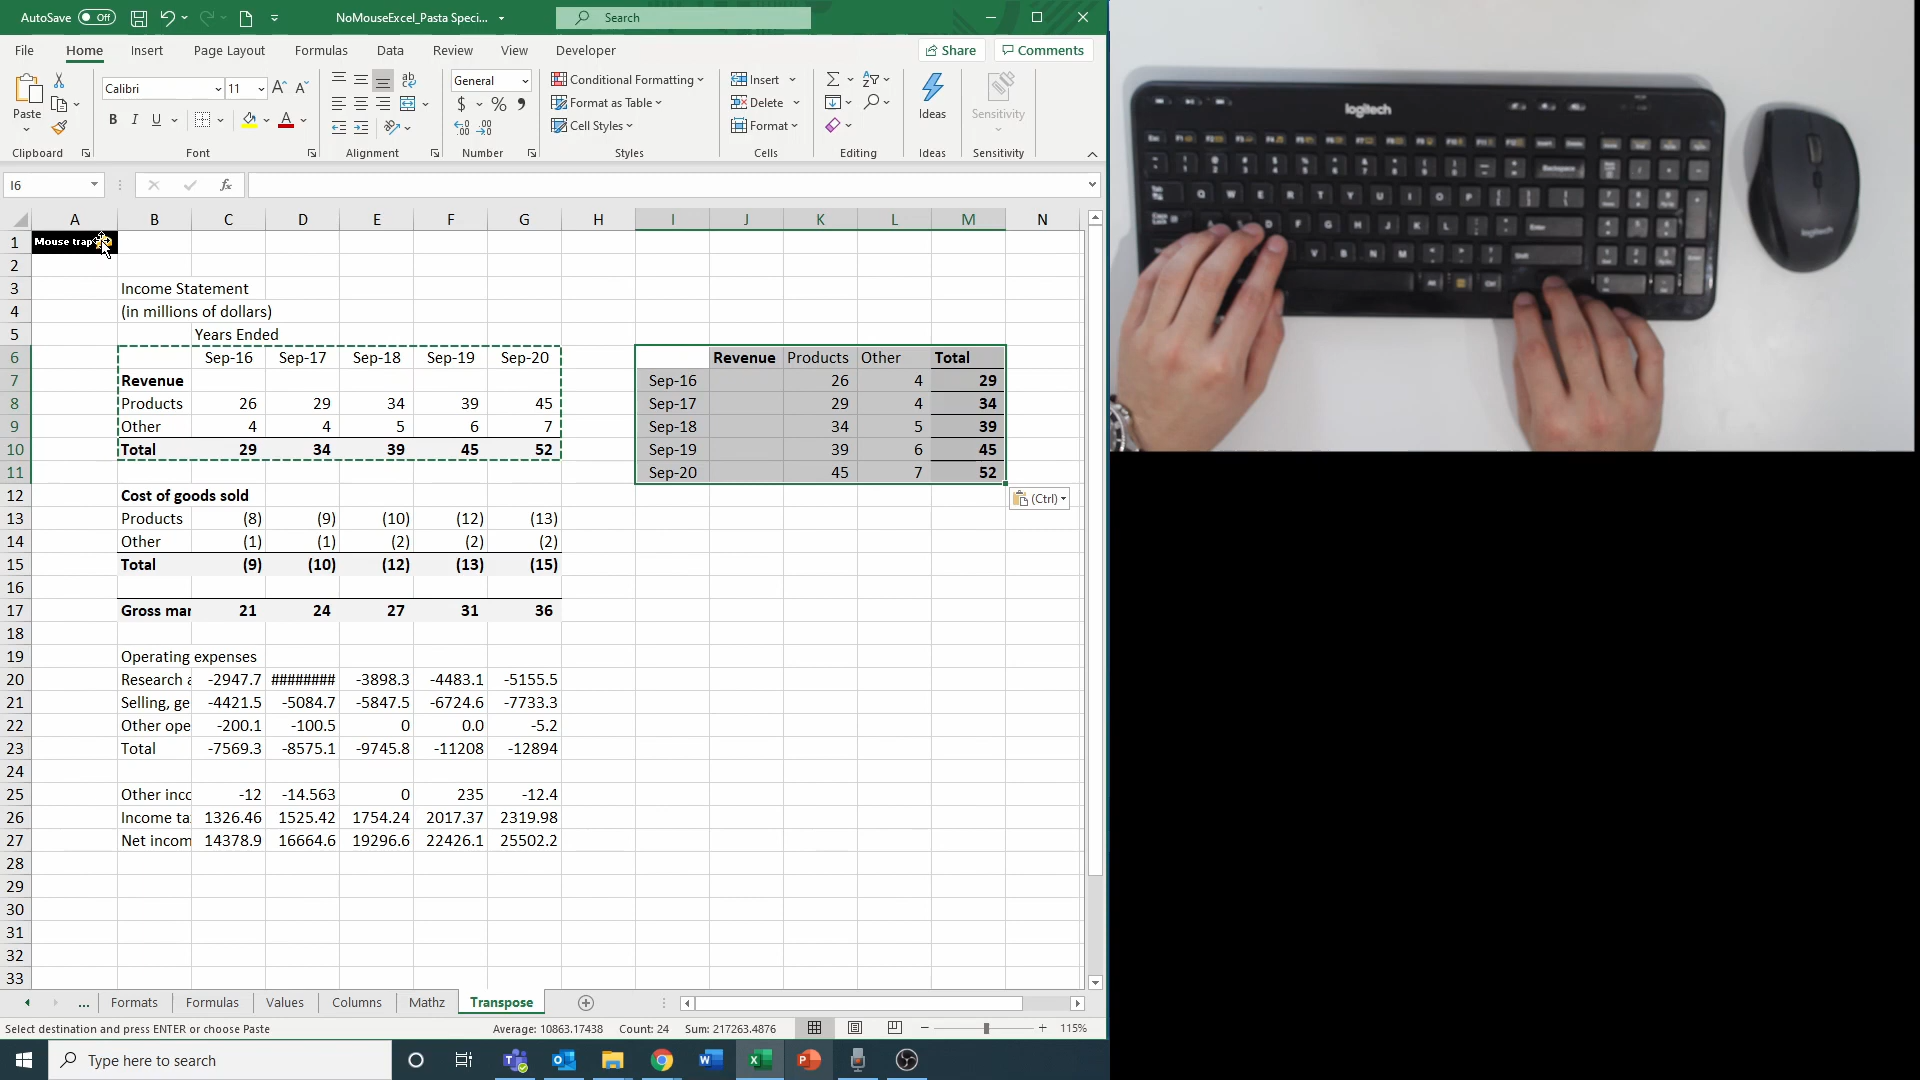 AutoSave Off NoMouseExcel_Pasta Speci... Search
File Home Insert Page Layout Formulas Data Review View Developer Share Comments
Paste
Calibri 11
B I U A
ab
General
$ % 9
Conditional Formatting
Format as Table
Cell Styles
Insert
Delete
Format
Ideas
Sensitivity
Clipboard Font Alignment Number Styles Cells Editing Ideas Sensitivity
I6 fx
A B C D E F G H I J K L M N
1 Mouse trap
2
3 Income Statement
4 (in millions of dollars)
5 Years Ended
6 Sep-16 Sep-17 Sep-18 Sep-19 Sep-20 Revenue Products Other Total
7 Revenue Sep-16 26 4 29
8 Products 26 29 34 39 45 Sep-17 29 4 34
9 Other 4 4 5 6 7 Sep-18 34 5 39
10 Total 29 34 39 45 52 Sep-19 39 6 45
11 Sep-20 45 7 52
(Ctrl)
12 Cost of goods sold
13 Products (8) (9) (10) (12) (13)
14 Other (1) (1) (2) (2) (2)
15 Total (9) (10) (12) (13) (15)
16
17 Gross mar 21 24 27 31 36
18
19 Operating expenses
20 Research a -2947.7 ######## -3898.3 -4483.1 -5155.5
21 Selling, ge -4421.5 -5084.7 -5847.5 -6724.6 -7733.3
22 Other ope -200.1 -100.5 0 0.0 -5.2
23 Total -7569.3 -8575.1 -9745.8 -11208 -12894
24
25 Other inco -12 -14.563 0 235 -12.4
26 Income ta 1326.46 1525.42 1754.24 2017.37 2319.98
27 Net incom 14378.9 16664.6 19296.6 22426.1 25502.2
28
29
30
31
32
33
... Formats Formulas Values Columns Mathz Transpose
Select destination and press ENTER or choose Paste Average: 10863.17438 Count: 24 Sum: 217263.4876 115%
Type here to search
logitech
Q W E R T Y U I O P
D F G H J K L Enter
V B N M Shift
Backspace
logitech